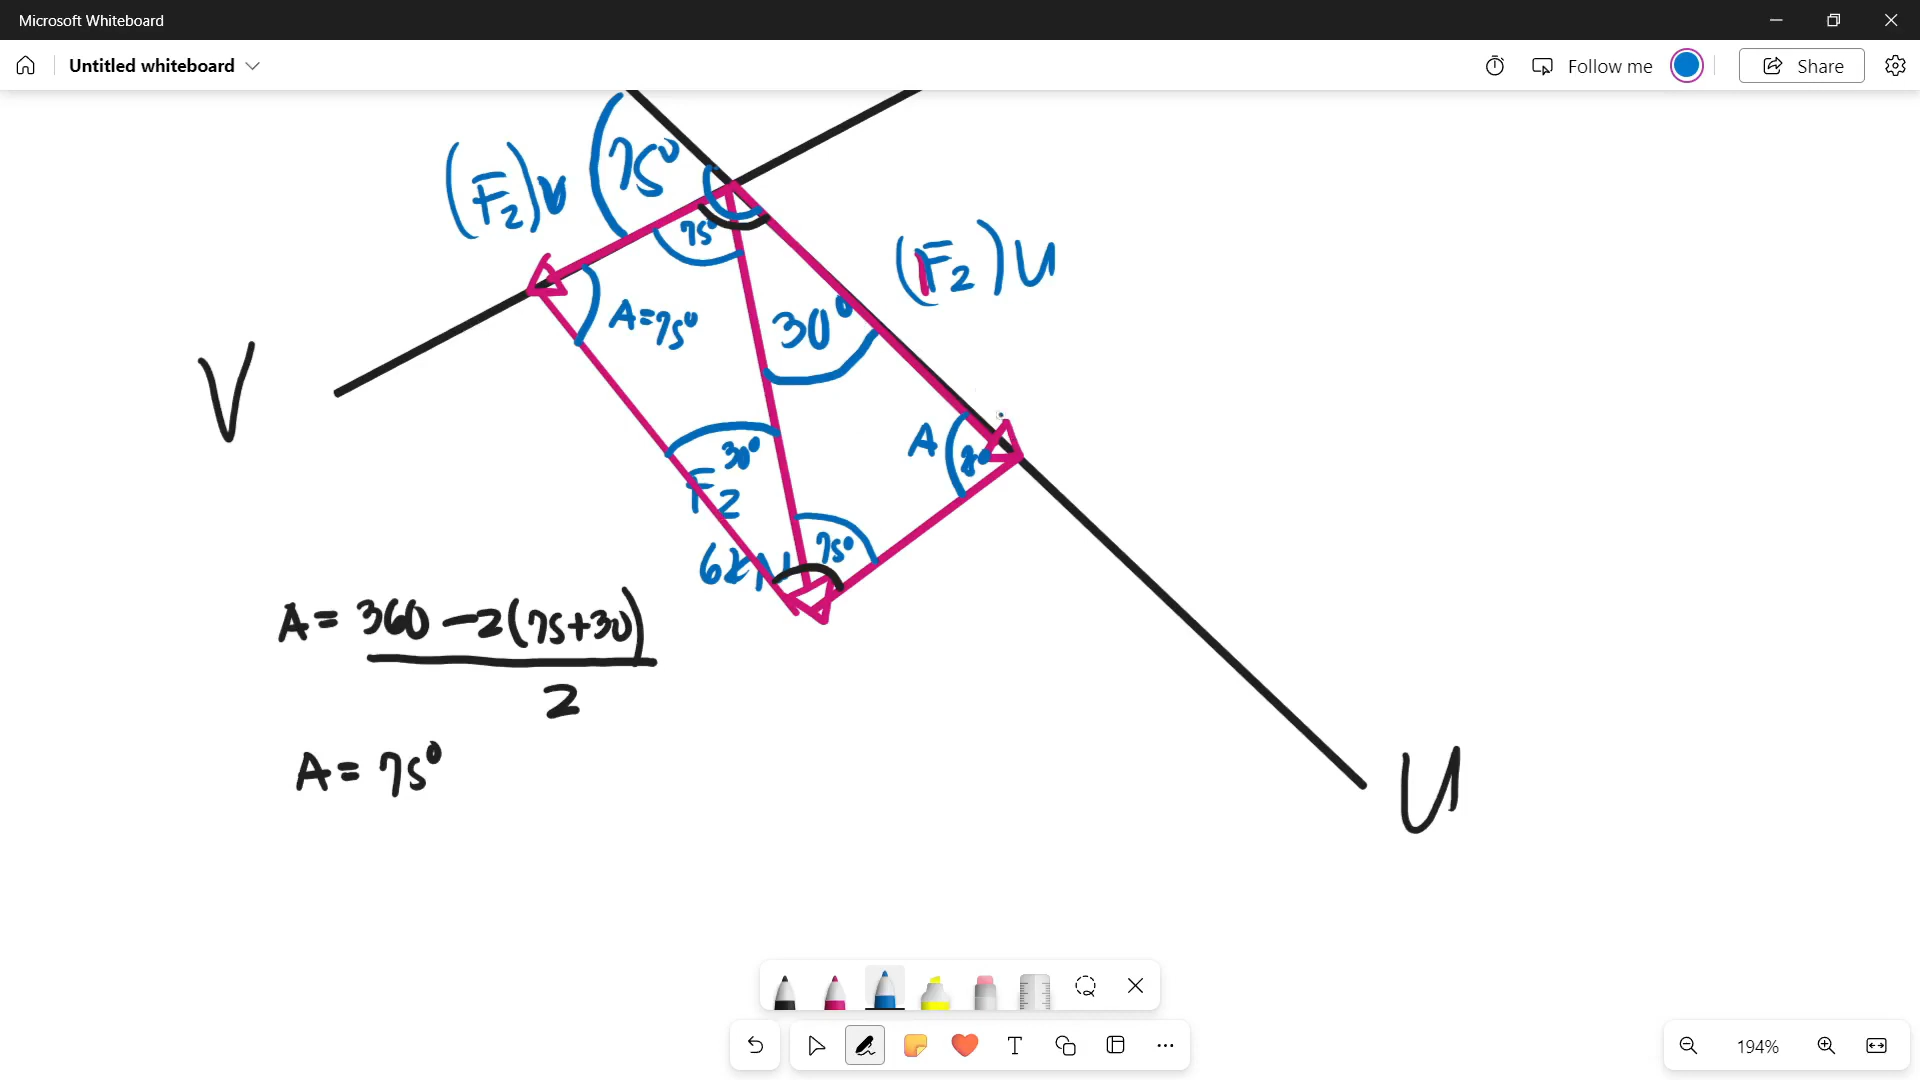 Microsoft Whiteboard
Untitled whiteboard
Follow me
Share
75°
(F2)v
75°
(F2)U
A=75°
30°
V
A
30°
F2
75°
6kN
A= 360 -2(75+30)
2
A= 75°
U
T
194%